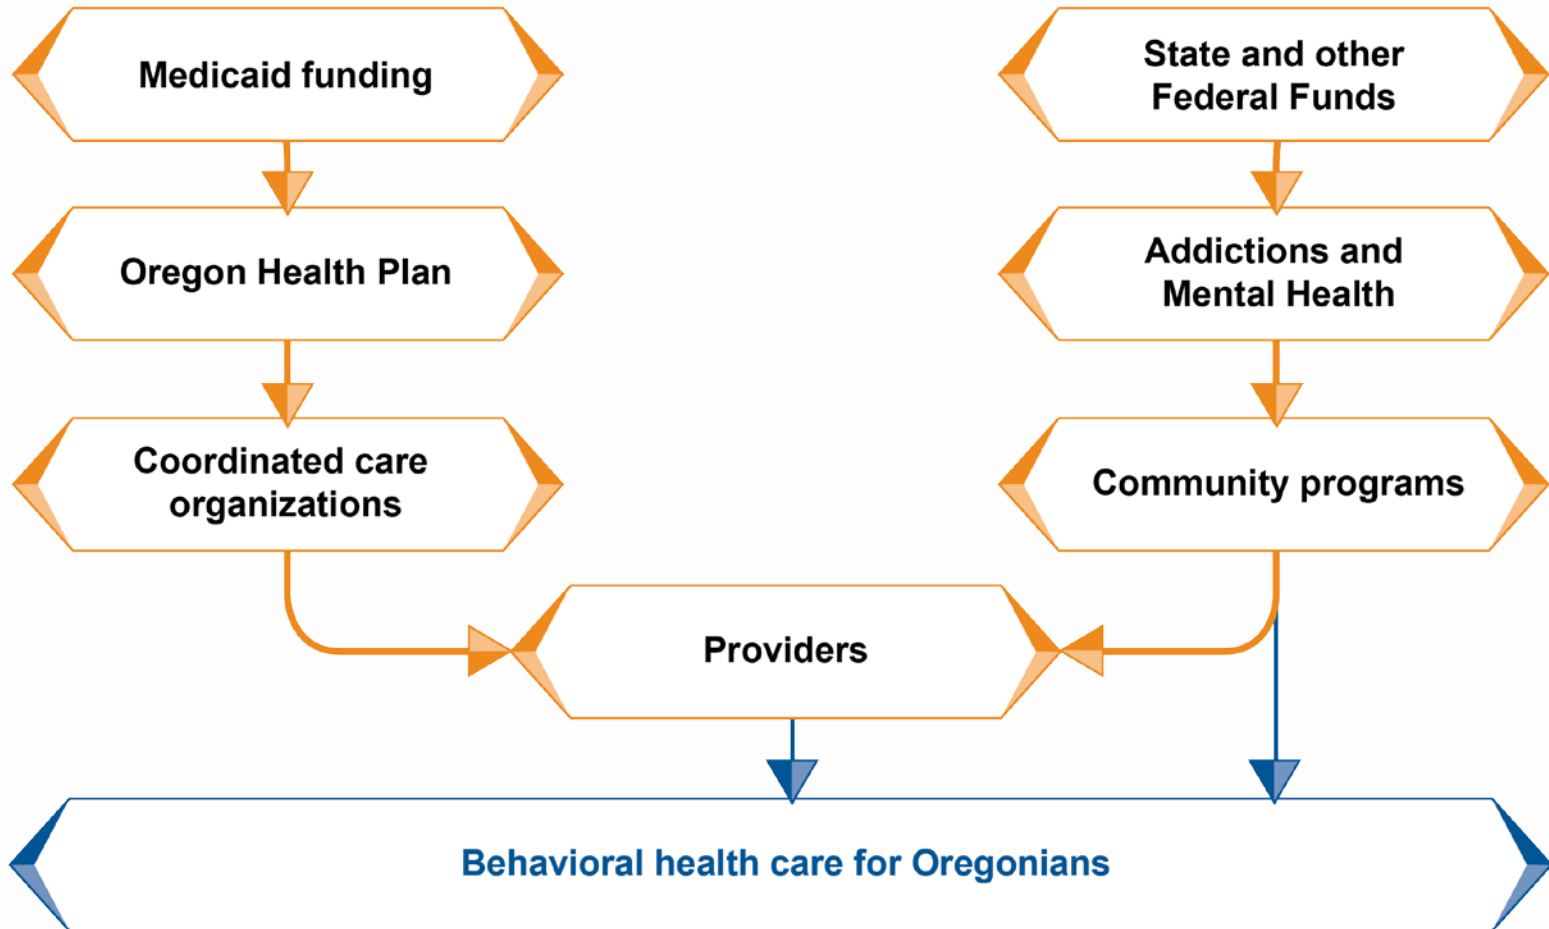 Medicaid funding
State and other
Federal Funds
Oregon Health Plan
Addictions and
Mental Health
Coordinated care
organizations
Community programs
Providers
Behavioral health care for Oregonians